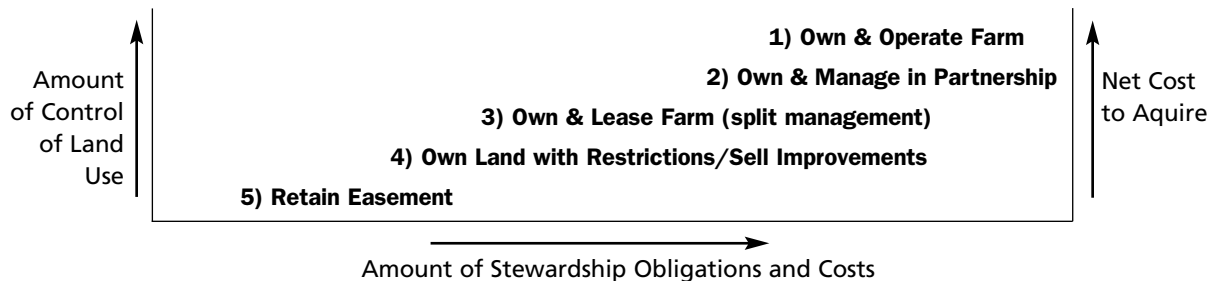 1) Own & Operate Farm
2) Own & Manage in Partnership
3) Own & Lease Farm (split management)
4) Own Land with Restrictions/Sell Improvements
5) Retain Easement
Amount
of Control
of Land
Use
Net Cost
to Aquire
Amount of Stewardship Obligations and Costs